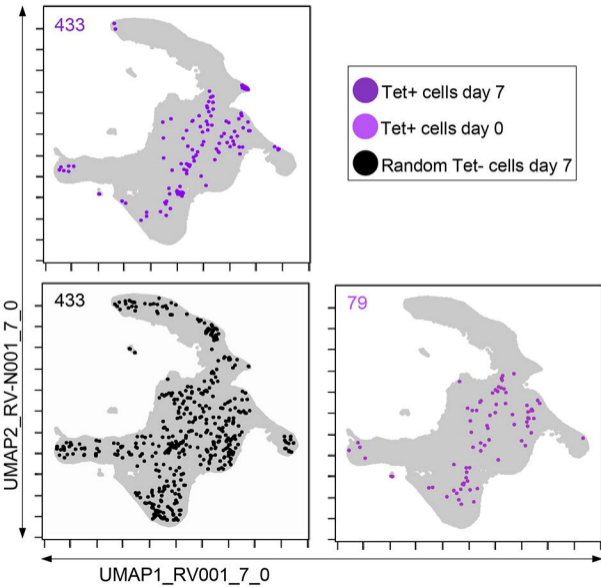 433
Tet+ cells day 7
Tet+ cells day 0
Random Tet- cells day 7
433
79
UMAP2_RV-N001_7_0
UMAP1_RV001_7_0